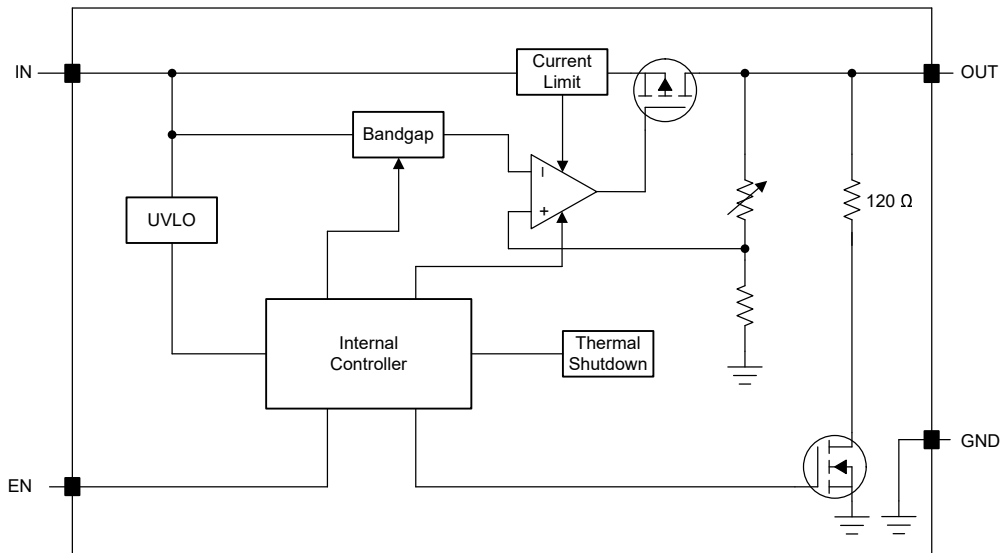 IN
Current
Limit
OUT
Bandgap
–
+
UVLO
120 Ω
Internal
Controller
Thermal
Shutdown
GND
EN